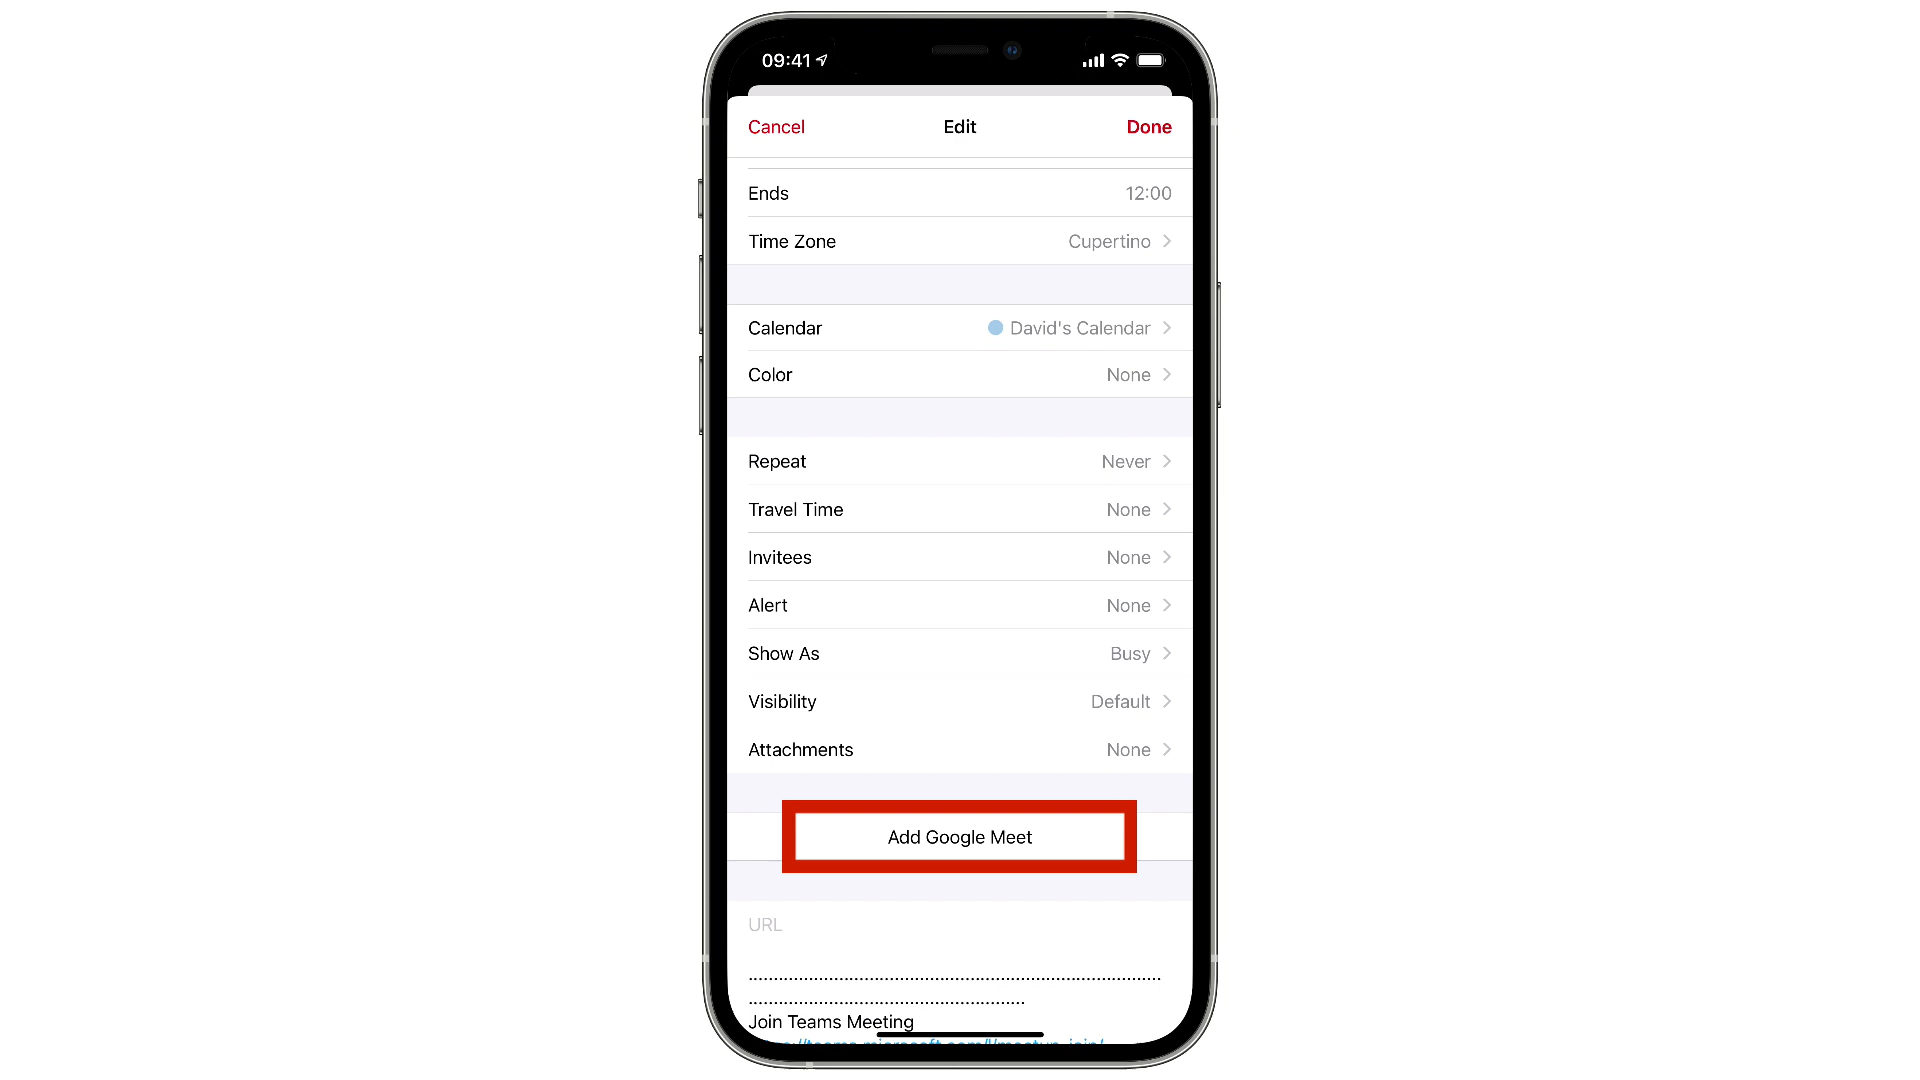 09:41
Cancel Edit Done
Ends 12:00
Time Zone Cupertino
Calendar David's Calendar
Color None
Repeat Never
Travel Time None
Invitees None
Alert None
Show As Busy
Visibility Default
Attachments None
Add Google Meet
URL
................................................................................
......................................................
Join Teams Meeting